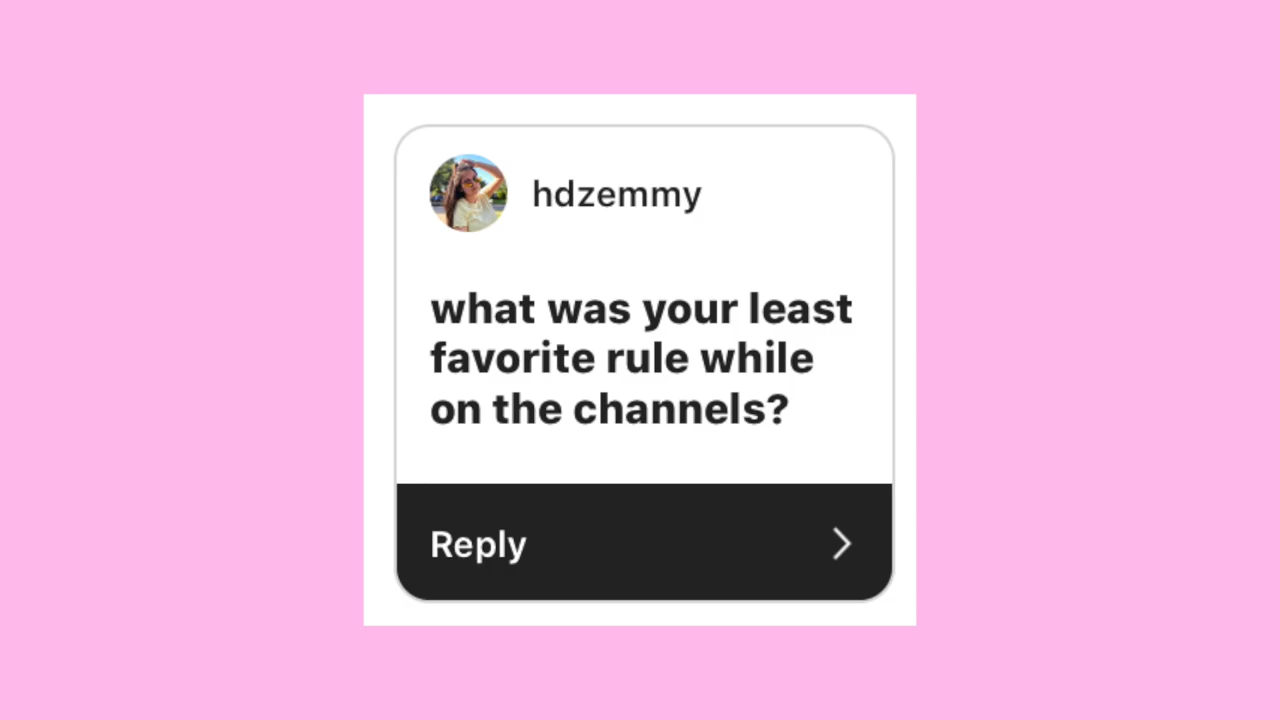 hdzemmy
what was your least
favorite rule while
on the channels?
Reply